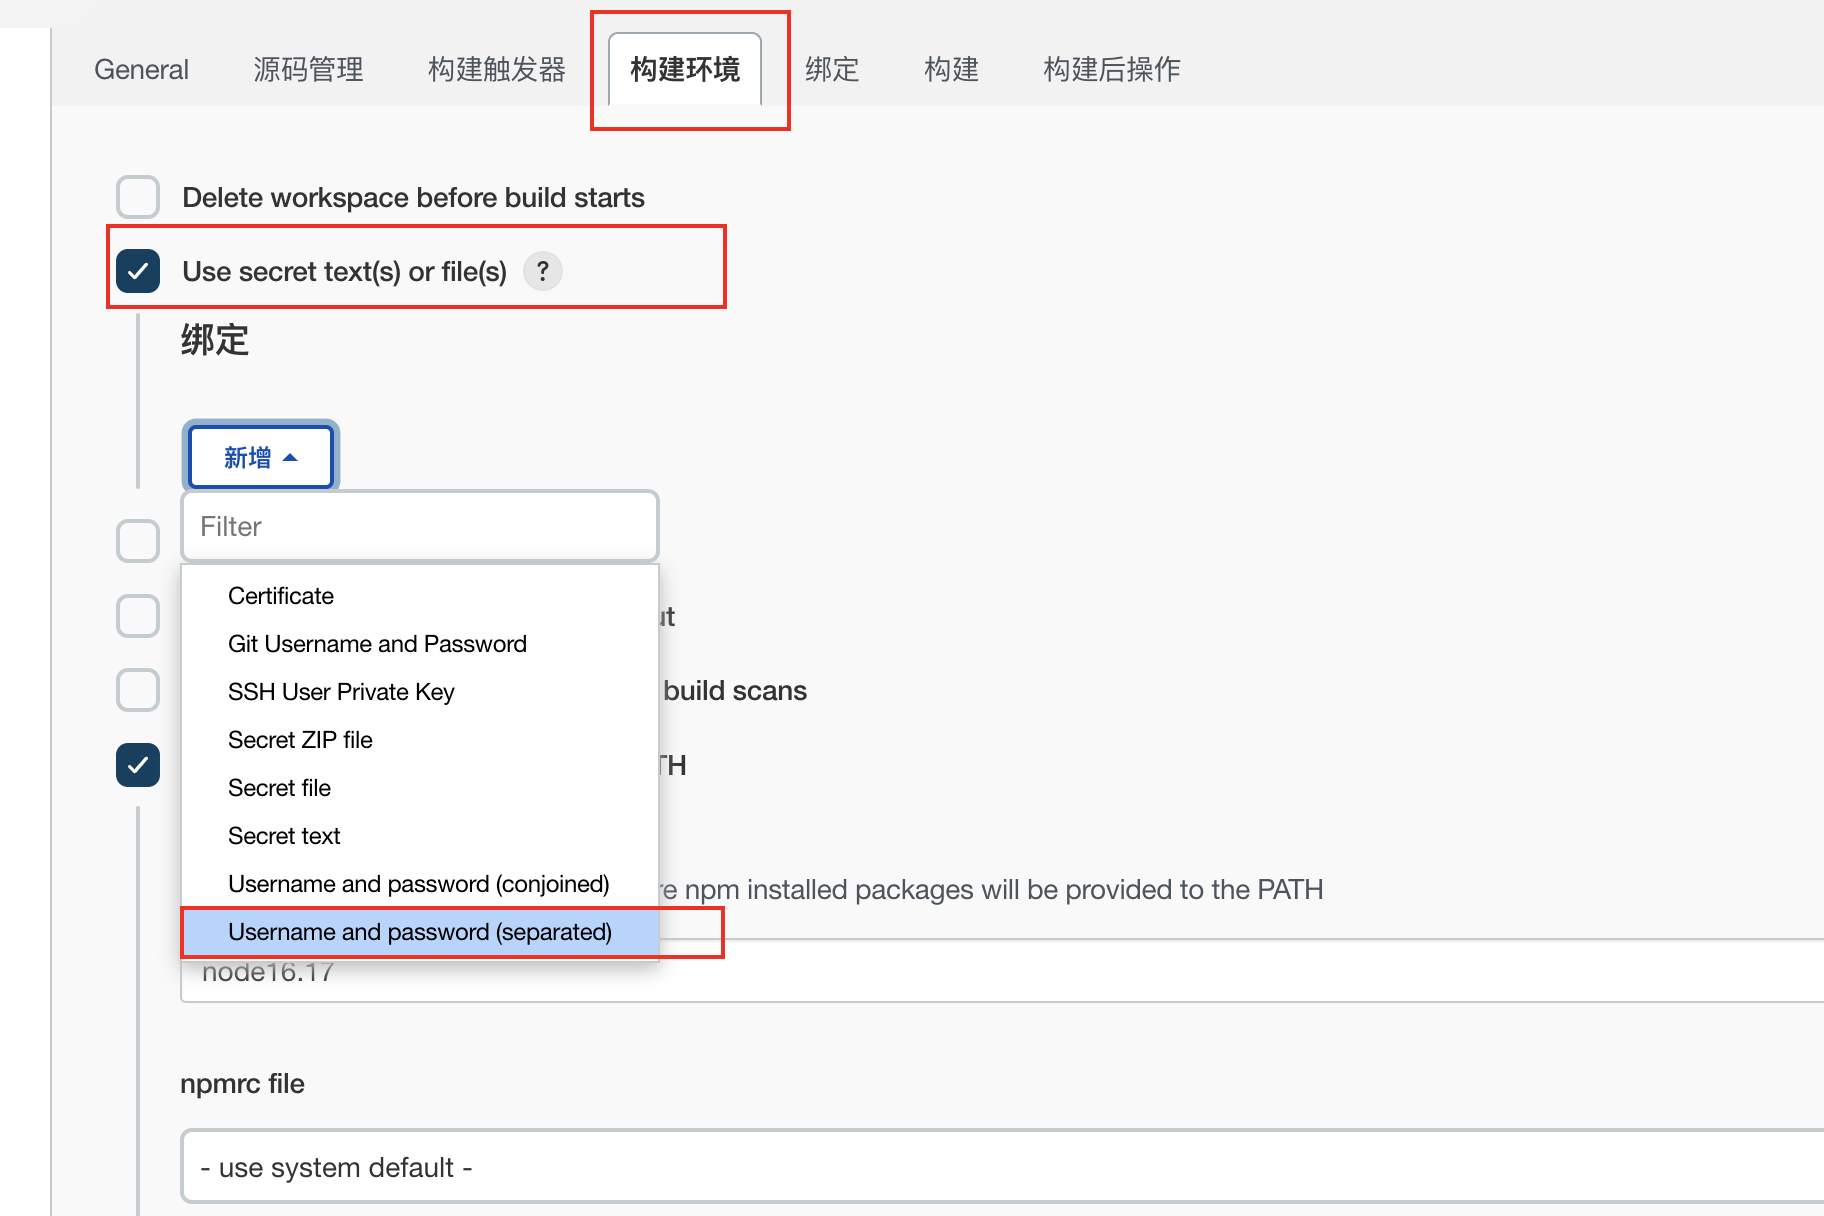 General 源码管理 构建触发器 构建环境 绑定 构建 构建后操作
Delete workspace before build starts
Use secret text(s) or file(s) ?
绑定
新增
Filter
Certificate
Git Username and Password
SSH User Private Key
build scans
Secret ZIP file
Secret file
Secret text
Username and password (conjoined)
npm installed packages will be provided to the PATH
Username and password (separated)
node16.17
npmrc file
- use system default -